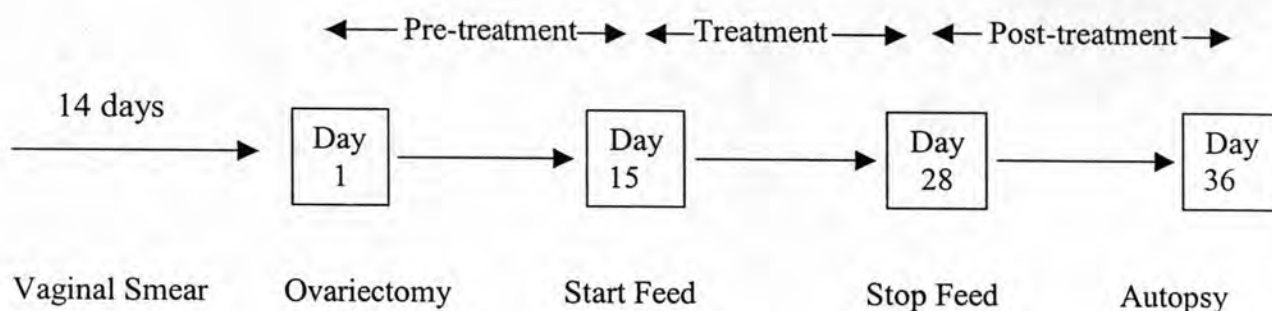 Pre-treatment Treatment Post-treatment
14 days
Day Day Day Day
1 15 28 36
Vaginal Smear Ovariectomy Start Feed Stop Feed Autopsy